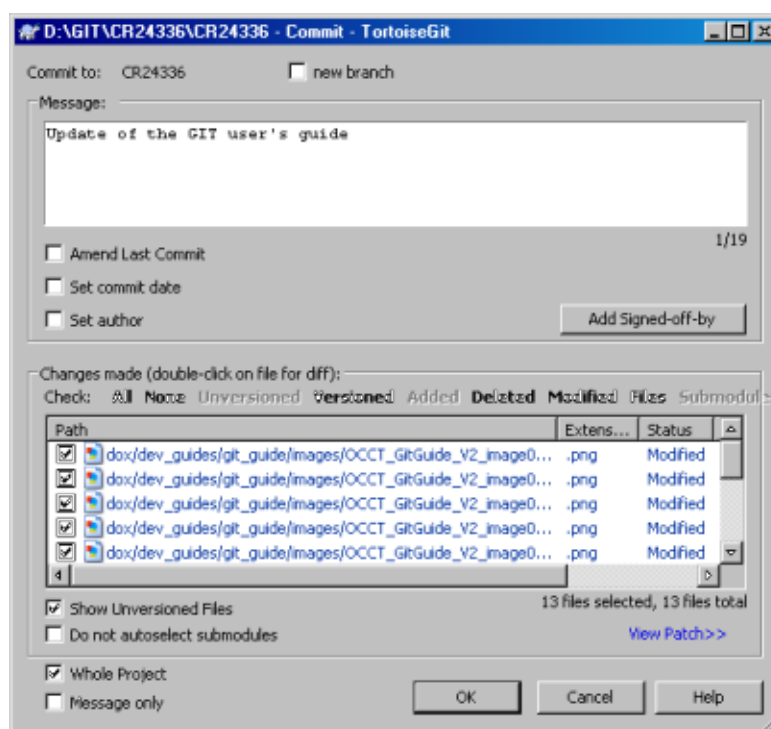 D:\GIT\CR24336\CR24336 - Commit - TortoiseGit
Commit to: CR24336 new branch
Message:
Update of the GIT user's guide
1/19
Amend Last Commit
Set commit date
Set author Add Signed-off-by
Changes made (double-click on file for diff):
Check: All None Unversioned Versioned Added Deleted Modified Files Submodule
Path Extens... Status
dox/dev_guides/git_guide/images/OCCT_GitGuide_V2_image0... .png Modified
dox/dev_guides/git_guide/images/OCCT_GitGuide_V2_image0... .png Modified
dox/dev_guides/git_guide/images/OCCT_GitGuide_V2_image0... .png Modified
dox/dev_guides/git_guide/images/OCCT_GitGuide_V2_image0... .png Modified
dox/dev_guides/git_guide/images/OCCT_GitGuide_V2_image0... .png Modified
Show Unversioned Files 13 files selected, 13 files total
Do not autoselect submodules View Patch>>
Whole Project
Message only OK Cancel Help